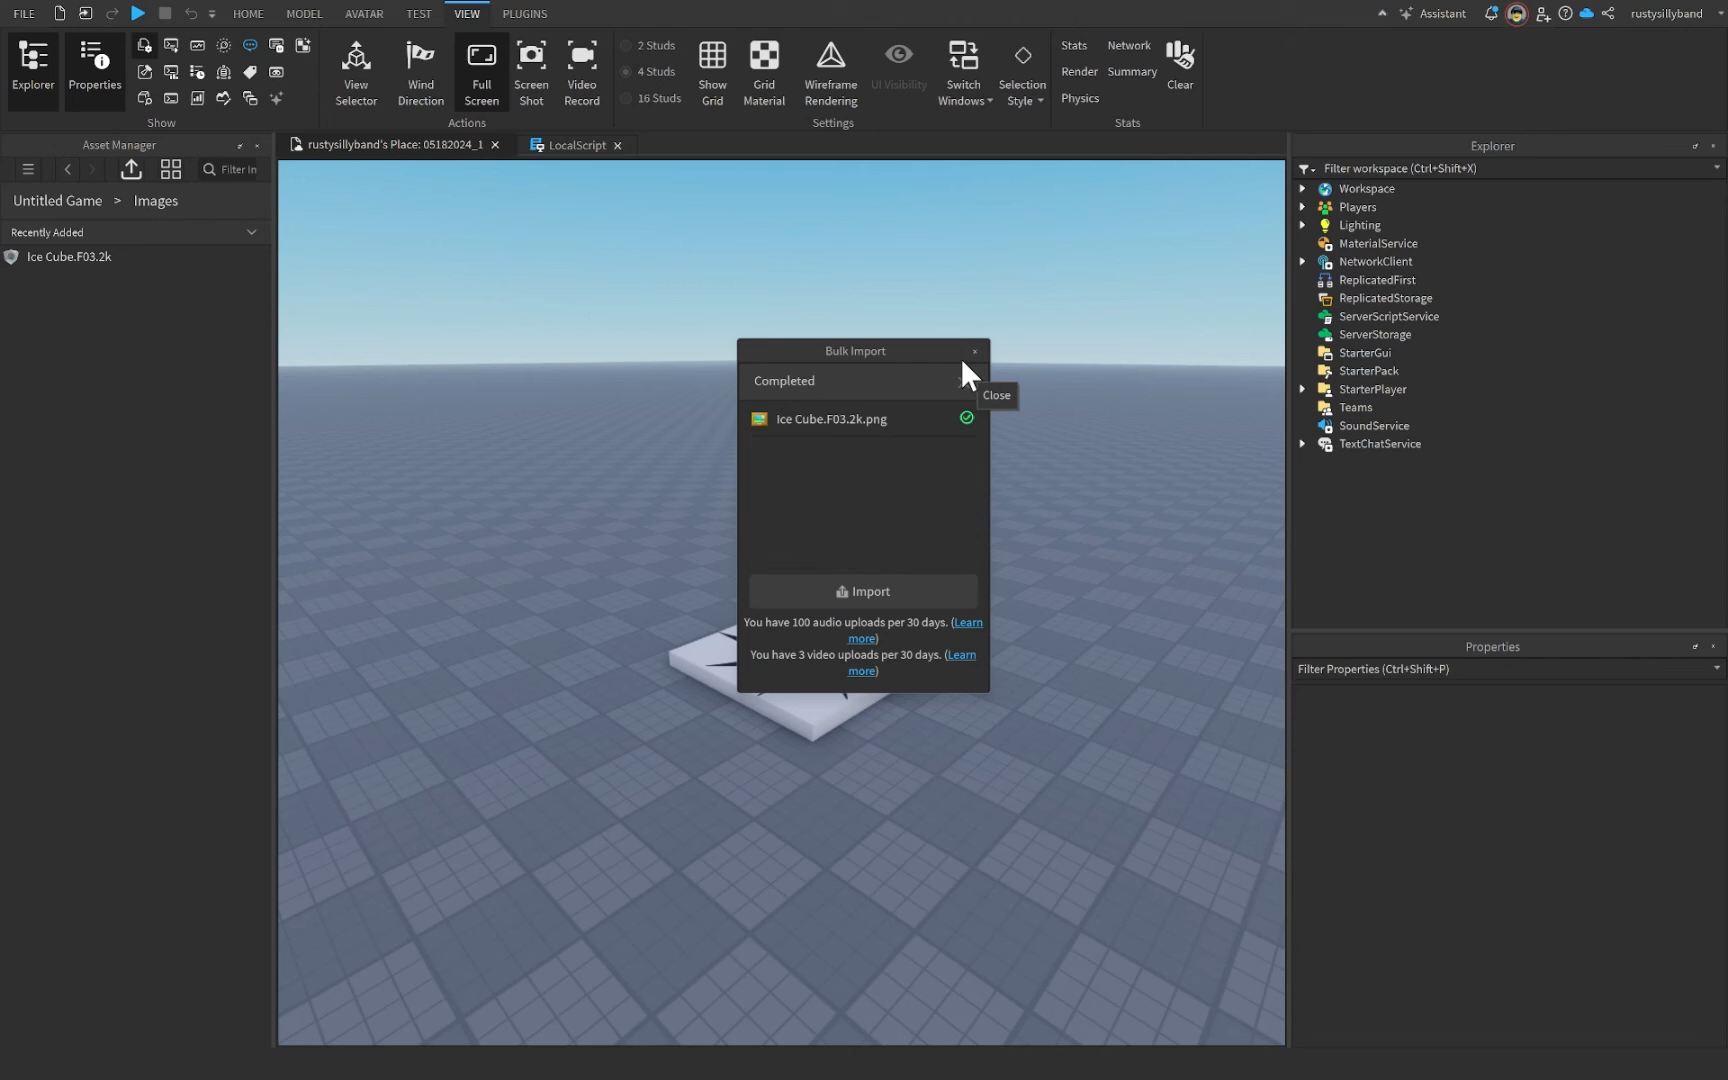 FILE
HOME
MODEL
AVATAR
TEST
VIEW
PLUGINS
Assistant
rustysillyband
Explorer
Properties
Show
View
Selector
Wind
Direction
Full
Screen
Screen
Shot
Video
Record
Actions
2 Studs
4 Studs
16 Studs
Show
Grid
Grid
Material
Wireframe
Rendering
UI Visibility
Switch
Windows
Selection
Style
Settings
Stats
Network
Render
Summary
Physics
Clear
Stats
Asset Manager
Filter In
Untitled Game > Images
Recently Added
Ice Cube.F03.2k
rustysillyband's Place: 05182024_1
LocalScript
Bulk Import
Completed
Close
Ice Cube.F03.2k.png
Import
You have 100 audio uploads per 30 days. (Learn
more)
You have 3 video uploads per 30 days. (Learn
more)
Explorer
Filter workspace (Ctrl+Shift+X)
Workspace
Players
Lighting
MaterialService
NetworkClient
ReplicatedFirst
ReplicatedStorage
ServerScriptService
ServerStorage
StarterGui
StarterPack
StarterPlayer
Teams
SoundService
TextChatService
Properties
Filter Properties (Ctrl+Shift+P)